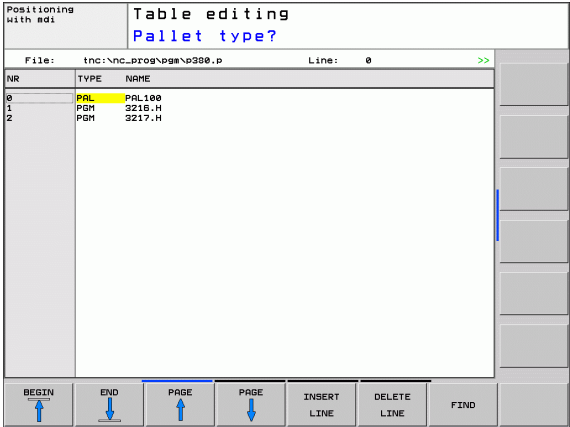 Positioning
with mdi
Table editing
Pallet type?
File: tnc:\nc_prog\pgm\p380.p Line: 0 >>
NR TYPE NAME
0 PAL PAL100
1 PGM 3216.H
2 PGM 3217.H
BEGIN END PAGE PAGE INSERT LINE DELETE LINE FIND